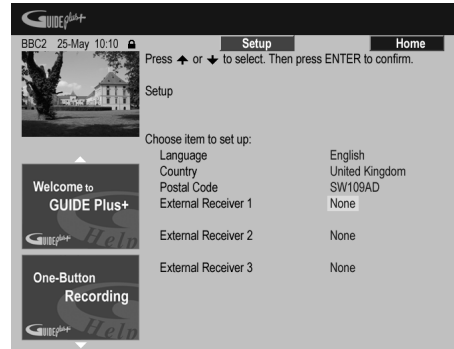 GUIDE plus+
BBC2 25-May 10:10 Setup Home
Press ↑ or ↓ to select. Then press ENTER to confirm.
Setup
Choose item to set up:
Language English
Country United Kingdom
Postal Code SW109AD
External Receiver 1 None
External Receiver 2 None
External Receiver 3 None
Welcome to
GUIDE Plus+
GUIDE plus+ Help
One-Button
Recording
GUIDE plus+ Help